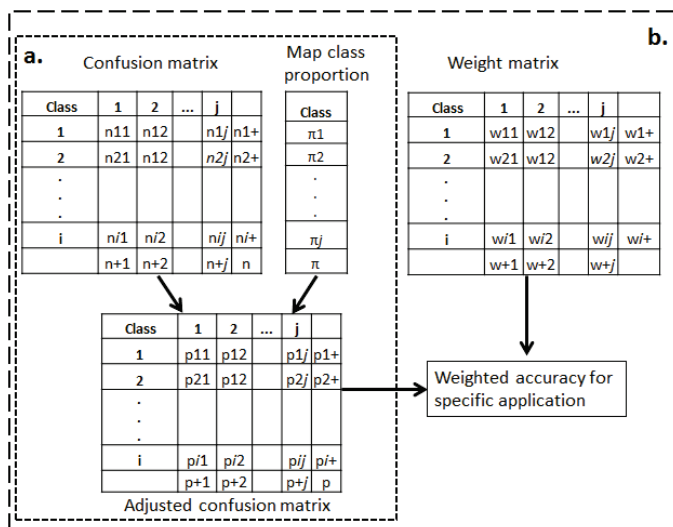 a.
Confusion matrix
Class 1 2 ... j
1 n11 n12 n1j n1+
2 n21 n12 n2j n2+
.
.
.
i ni1 ni2 nij ni+
n+1 n+2 n+j n
Map class
proportion
Class
π1
π2
.
.
.
πj
π
b.
Weight matrix
Class 1 2 ... j
1 w11 w12 w1j w1+
2 w21 w12 w2j w2+
.
.
.
i wi1 wi2 wij wi+
w+1 w+2 w+j
Class 1 2 ... j
1 p11 p12 p1j p1+
2 p21 p12 p2j p2+
.
.
.
i pi1 pi2 pij pi+
p+1 p+2 p+j p
Adjusted confusion matrix
Weighted accuracy for
specific application